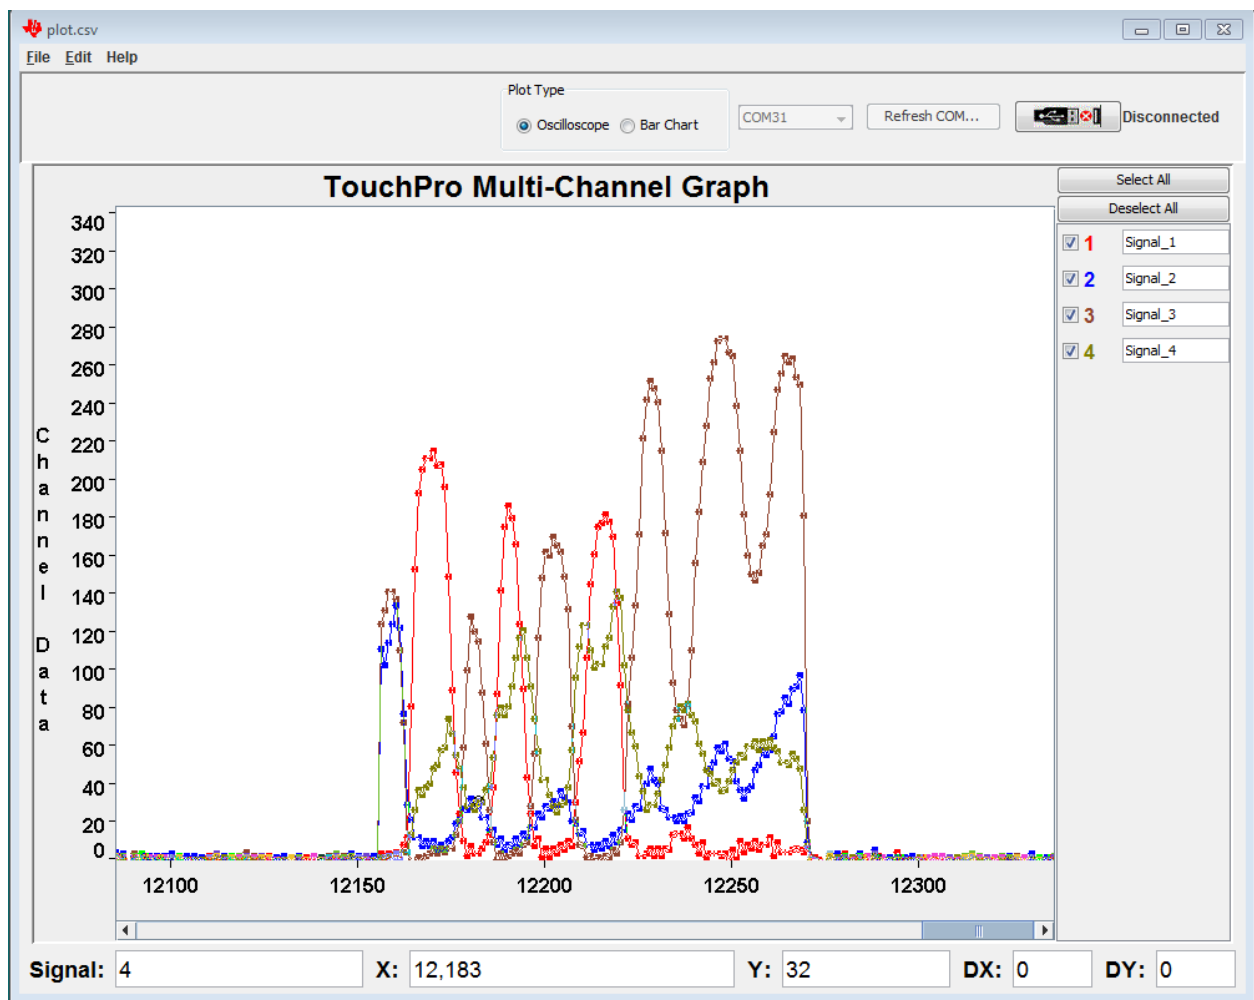 plot.csv
File Edit Help
Plot Type
Oscilloscope Bar Chart
COM31
Refresh COM...
Disconnected
TouchPro Multi-Channel Graph
Select All
Deselect All
1 Signal_1
2 Signal_2
3 Signal_3
4 Signal_4
Channel Data
340
320
300
280
260
240
220
200
180
160
140
120
100
80
60
40
20
0
12100 12150 12200 12250 12300
Signal: 4 X: 12,183 Y: 32 DX: 0 DY: 0